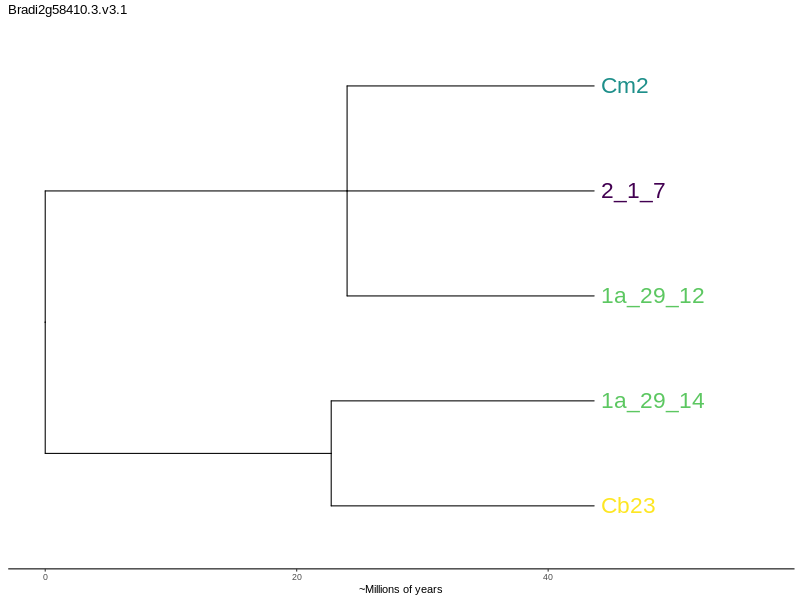 Bradi2g58410.3.v3.1
Cm2
2_1_7
1a_29_12
1a_29_14
Cb23
0
20
40
~Millions of years